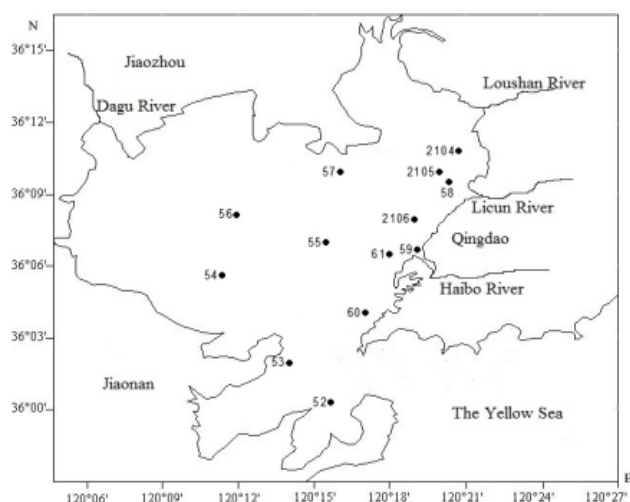 N
36°15'
Jiaozhou
Loushan River
Dagu River
36°12'
2104
57
2105
36°09'
58
Licun River
56
2106
Qingdao
55
59
61
36°06'
54
Haibo River
60
36°03'
53
Jiaonan
52
36°00'
The Yellow Sea
E
120°06' 120°09' 120°12' 120°15' 120°18' 120°21' 120°24' 120°27'